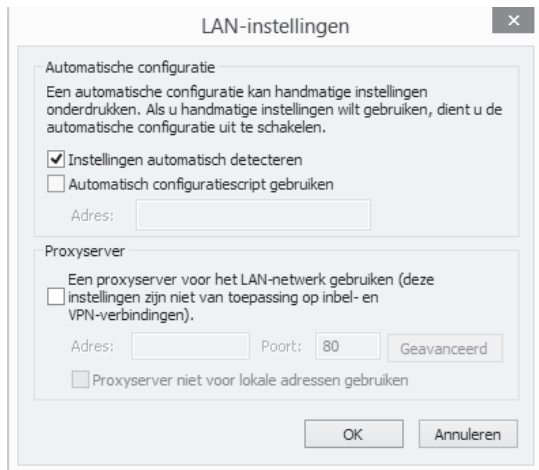 LAN-instellingen
Automatische configuratie
Een automatische configuratie kan handmatige instellingen
onderdrukken. Als u handmatige instellingen wilt gebruiken, dient u de
automatische configuratie uit te schakelen.
Instellingen automatisch detecteren
Automatisch configuratiescript gebruiken
Adres:
Proxyserver
Een proxyserver voor het LAN-netwerk gebruiken (deze
instellingen zijn niet van toepassing op inbel- en
VPN-verbindingen).
Adres: Poort: 80 Geavanceerd
Proxyserver niet voor lokale adressen gebruiken
OK Annuleren